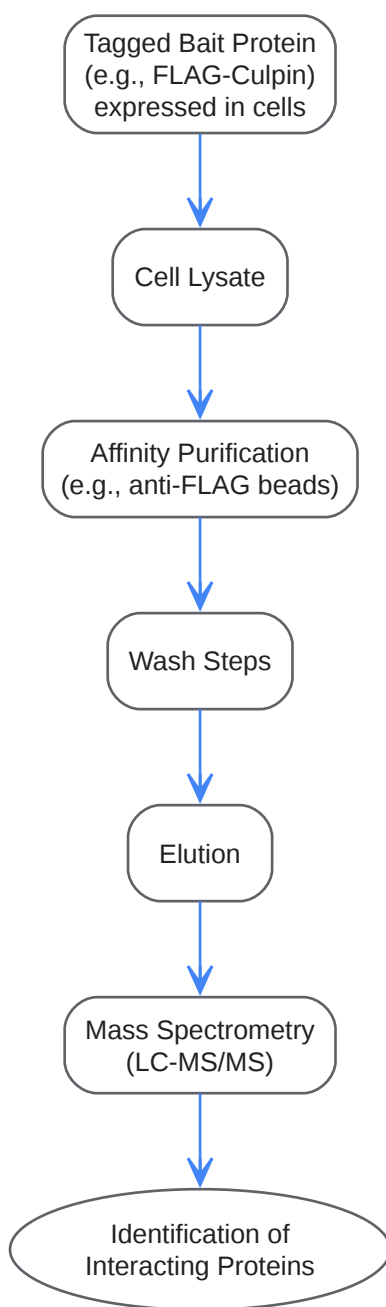 Tagged Bait Protein
(e.g., FLAG-Culpin)
expressed in cells
Cell Lysate
Affinity Purification
(e.g., anti-FLAG beads)
Wash Steps
Elution
Mass Spectrometry
(LC-MS/MS)
Identification of
Interacting Proteins